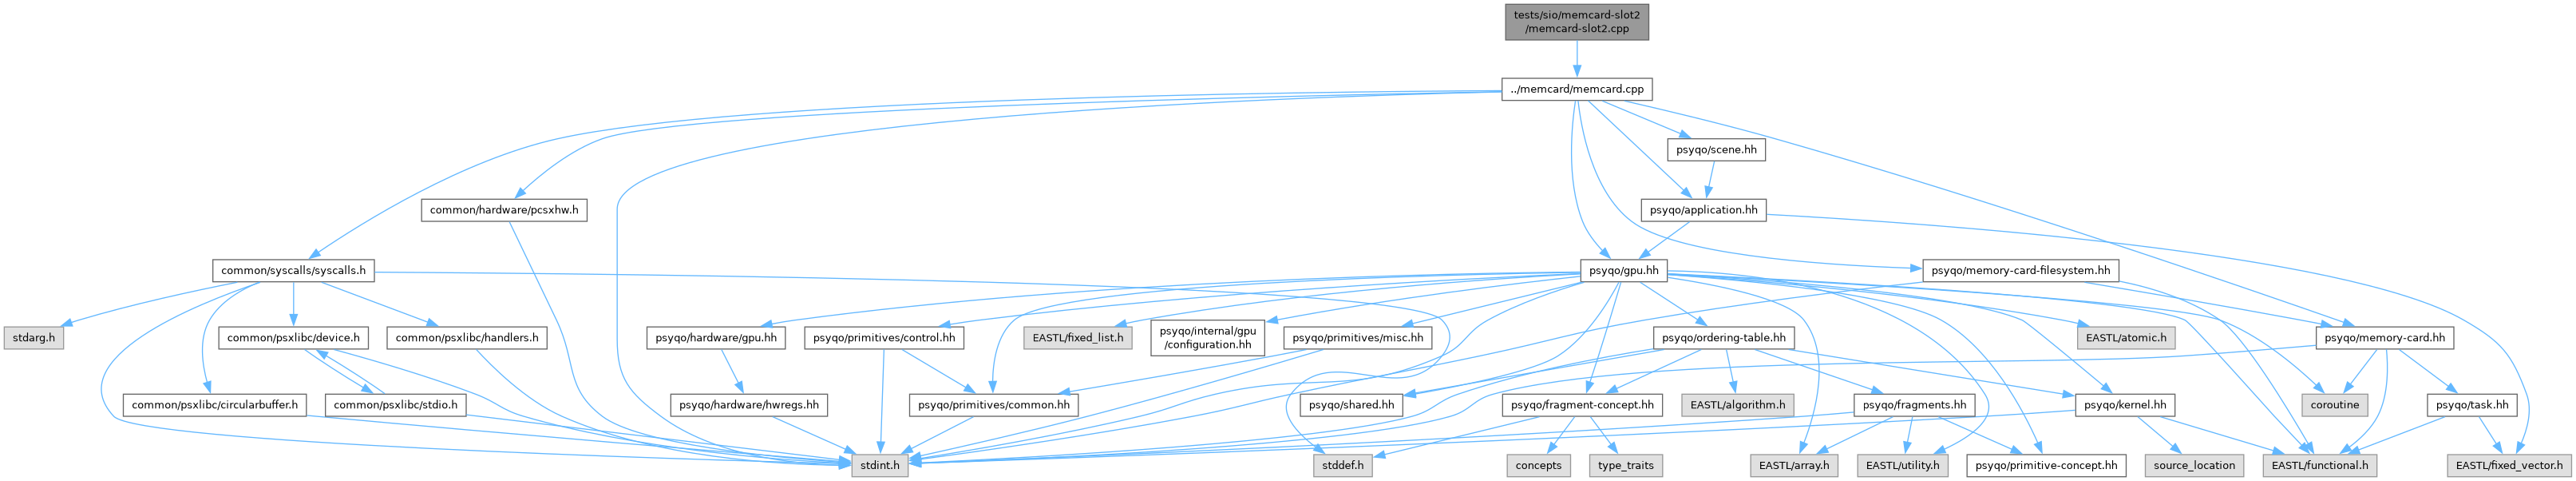 tests/sio/memcard-slot2
/memcard-slot2.cpp
../memcard/memcard.cpp
psyqo/scene.hh
common/hardware/pcsxhw.h
psyqo/application.hh
common/syscalls/syscalls.h
psyqo/gpu.hh
psyqo/memory-card-filesystem.hh
stdarg.h
common/psxlibc/device.h
common/psxlibc/handlers.h
psyqo/hardware/gpu.hh
psyqo/primitives/control.hh
EASTL/fixed_list.h
psyqo/internal/gpu
/configuration.hh
psyqo/primitives/misc.hh
psyqo/ordering-table.hh
EASTL/atomic.h
psyqo/memory-card.hh
common/psxlibc/circularbuffer.h
common/psxlibc/stdio.h
psyqo/hardware/hwregs.hh
psyqo/primitives/common.hh
psyqo/shared.hh
psyqo/fragment-concept.hh
EASTL/algorithm.h
psyqo/fragments.hh
psyqo/kernel.hh
coroutine
psyqo/task.hh
stdint.h
stddef.h
concepts
type_traits
EASTL/array.h
EASTL/utility.h
psyqo/primitive-concept.hh
source_location
EASTL/functional.h
EASTL/fixed_vector.h